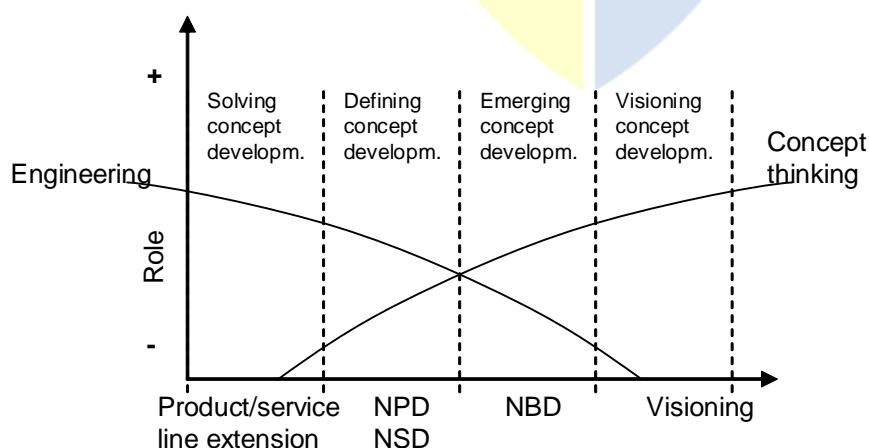 +
Solving
concept
developm.
Defining
concept
developm.
Emerging
concept
developm.
Visioning
concept
developm.
Concept
thinking
Engineering
Role
-
Product/service
line extension
NPD
NSD
NBD
Visioning